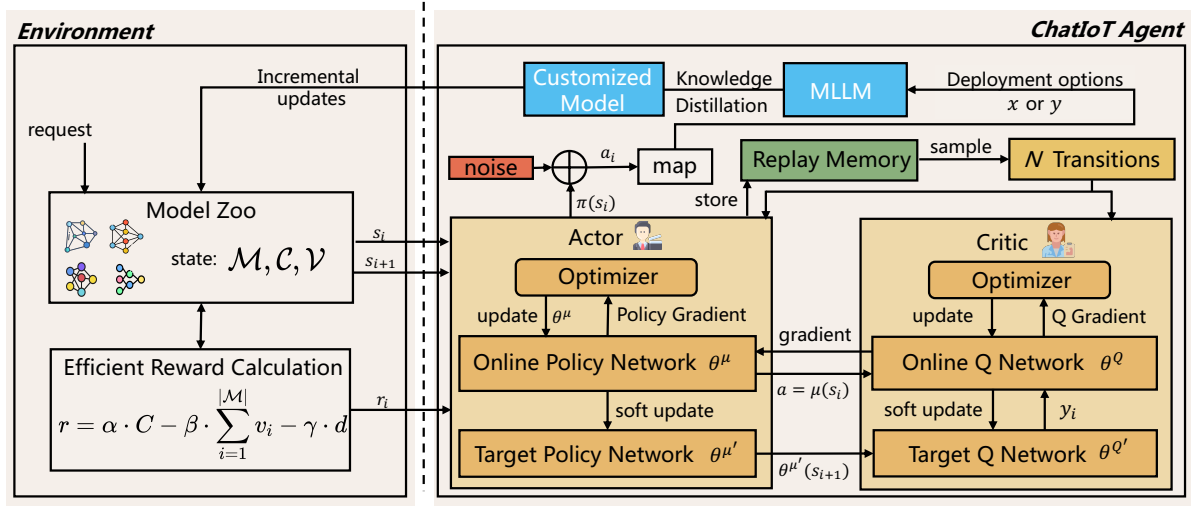 Environment
request
Incremental
updates
Model Zoo
state: ℳ, 𝒞, 𝒱
Efficient Reward Calculation
r = α · C − β · ∑_{i=1}^{|ℳ|} v_i − γ · d
s_i
s_{i+1}
r_i
ChatIoT Agent
Customized
Model
Knowledge
Distillation
MLLM
Deployment options
x or y
noise
a_i
map
π(s_i)
store
Replay Memory
sample
N Transitions
Actor
Optimizer
update θ^μ
Policy Gradient
Online Policy Network θ^μ
soft update
Target Policy Network θ^{μ'}
gradient
a = μ(s_i)
θ^{μ'}(s_{i+1})
Critic
Optimizer
update
Q Gradient
Online Q Network θ^Q
soft update
y_i
Target Q Network θ^{Q'}